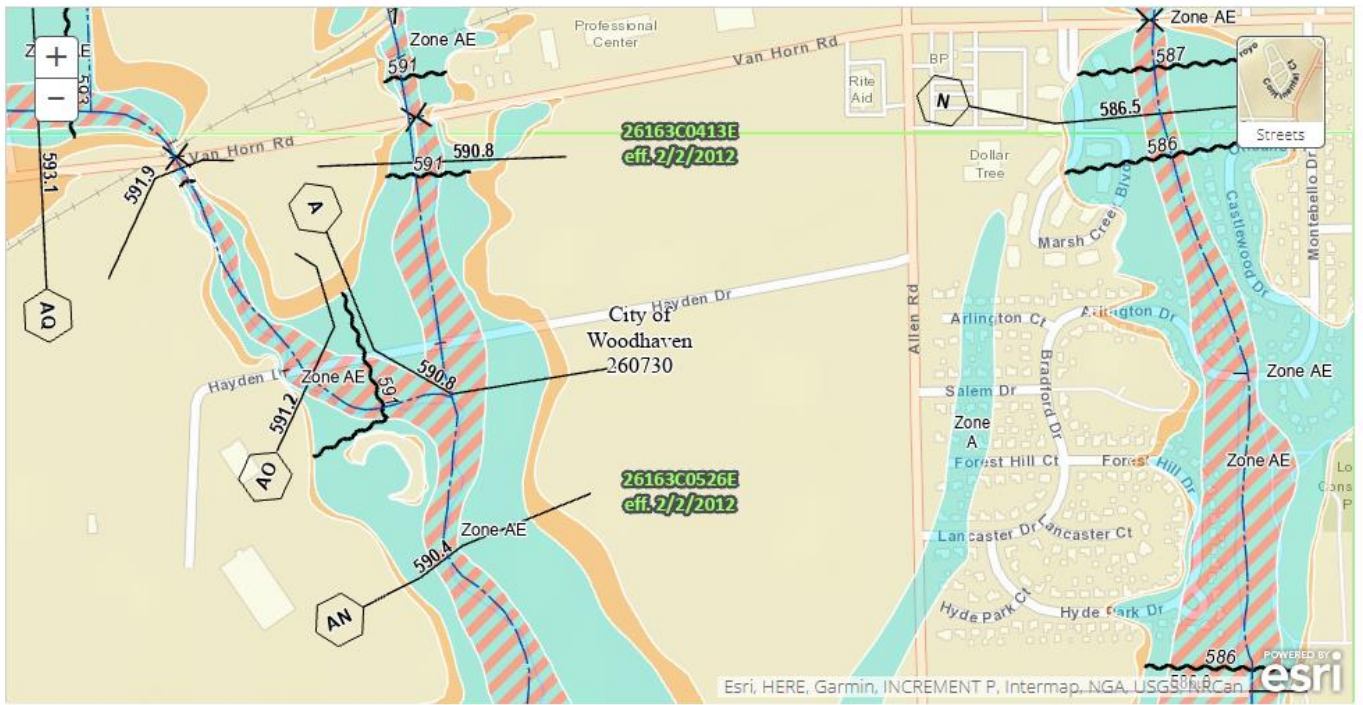 Zone AE
Professional
Center
Zone AE
+
593
591
Van Horn Rd
BP
587
Rite
Aid
N
586.5
Streets
−
26163C0413E
eff. 2/2/2012
Van Horn Rd
590.8
591
586
593.1
591.9
Dollar
Tree
A
Marsh Creek Blvd
Castlewood Dr
Montebello Dr
AQ
Hayden Dr
City of
Woodhaven
260730
Allen Rd
Arlington Ct
Arlington Dr
Hayden Ln
Zone AE
591
590.8
Bradford Dr
Zone AE
591.2
Salem Dr
Zone
A
AO
Forest Hill Ct
Forest Hill Dr
Zone AE
26163C0526E
eff. 2/2/2012
Zone AE
590.4
Lancaster Dr
Lancaster Ct
AN
Hyde Park Ct
Hyde Park Dr
586
POWERED BY
esri
Esri, HERE, Garmin, INCREMENT P, Intermap, NGA, USGS, NRCan